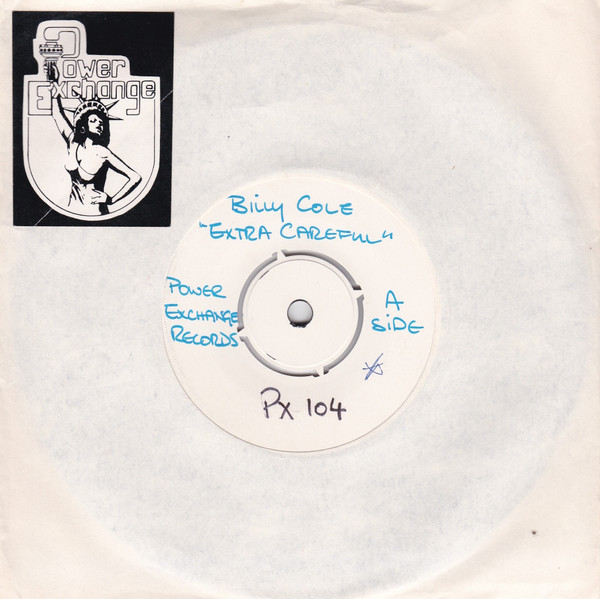 Power
Exchange
Billy Cole
"Extra Careful"
Power
Exchange
Records
A
Side
PX 104